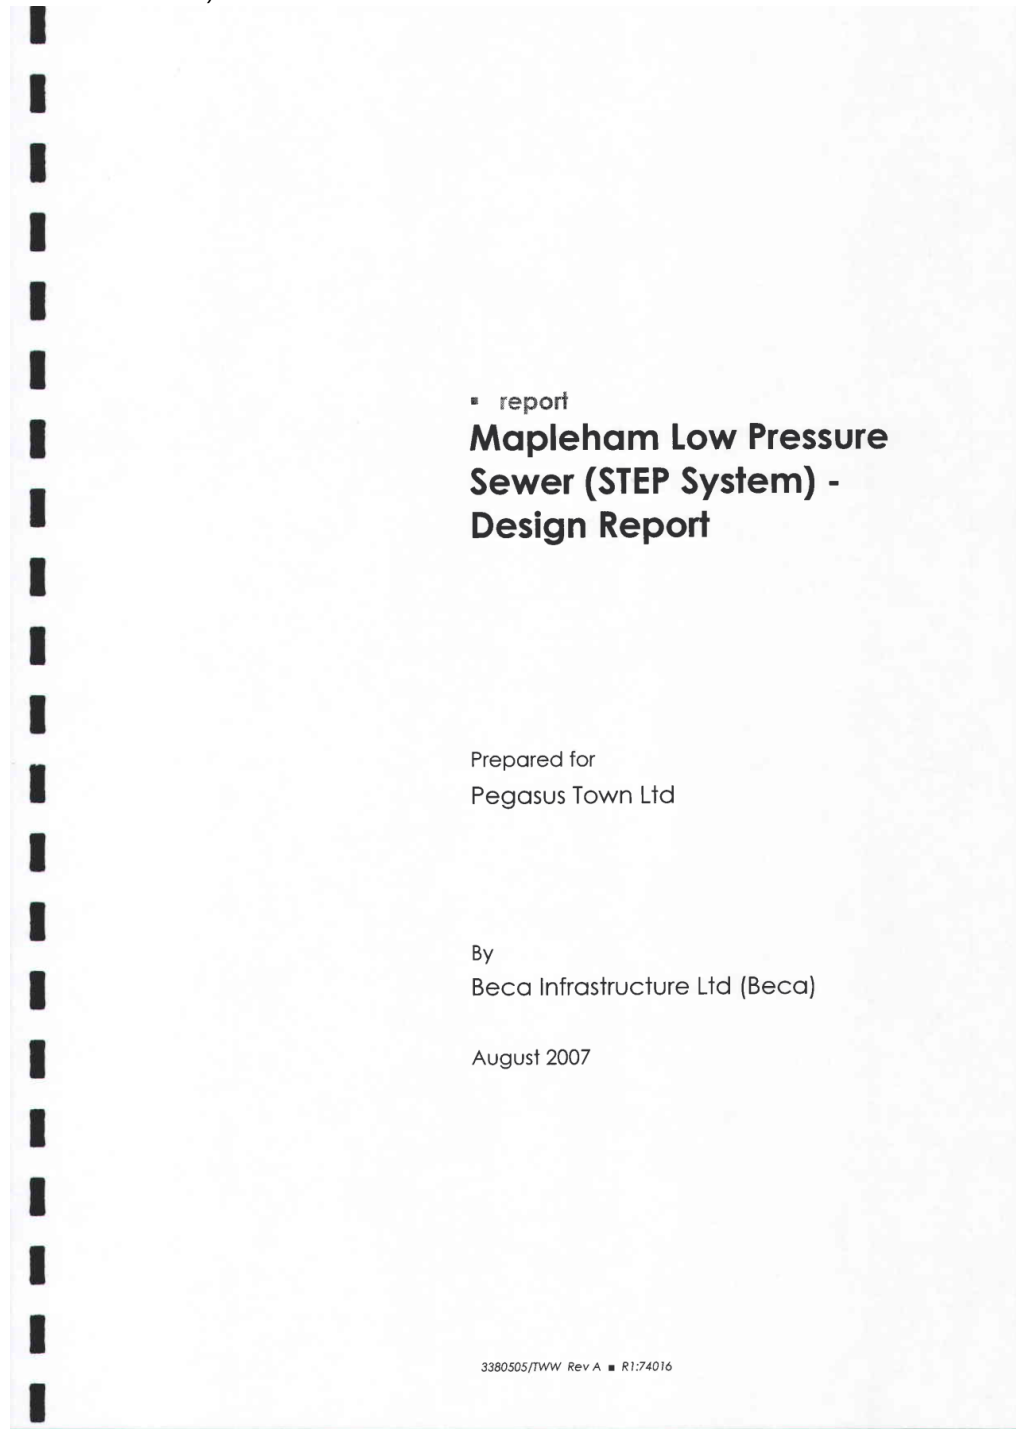 ▪ report
Mapleham Low Pressure
Sewer (STEP System) -
Design Report
Prepared for
Pegasus Town Ltd
By
Beca Infrastructure Ltd (Beca)
August 2007
3380505/TWW Rev A ▪ R1:74016